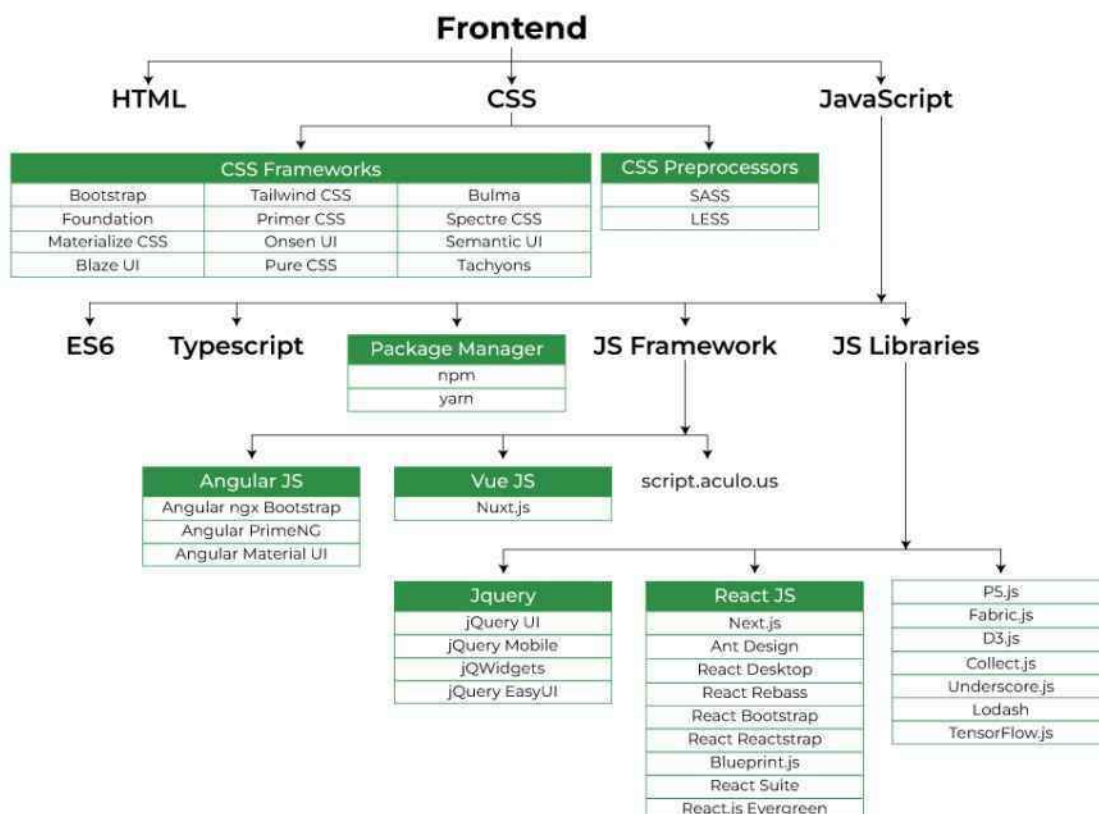 Frontend
HTML
CSS
JavaScript
CSS Frameworks
Bootstrap Tailwind CSS Bulma
Foundation Primer CSS Spectre CSS
Materialize CSS Onsen UI Semantic UI
Blaze UI Pure CSS Tachyons
CSS Preprocessors
SASS
LESS
ES6
Typescript
Package Manager
npm
yarn
JS Framework
JS Libraries
Angular JS
Angular ngx Bootstrap
Angular PrimeNG
Angular Material UI
Vue JS
Nuxt.js
script.aculo.us
Jquery
jQuery UI
jQuery Mobile
jQWidgets
jQuery EasyUI
React JS
Next.js
Ant Design
React Desktop
React Rebass
React Bootstrap
React Reactstrap
Blueprint.js
React Suite
React.js Evergreen
P5.js
Fabric.js
D3.js
Collect.js
Underscore.js
Lodash
TensorFlow.js